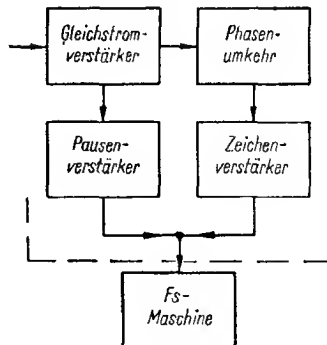 Gleichstrom-
verstärker
Phasen-
umkehr
Pausen-
verstärker
Zeichen-
verstärker
Fs-
Maschine